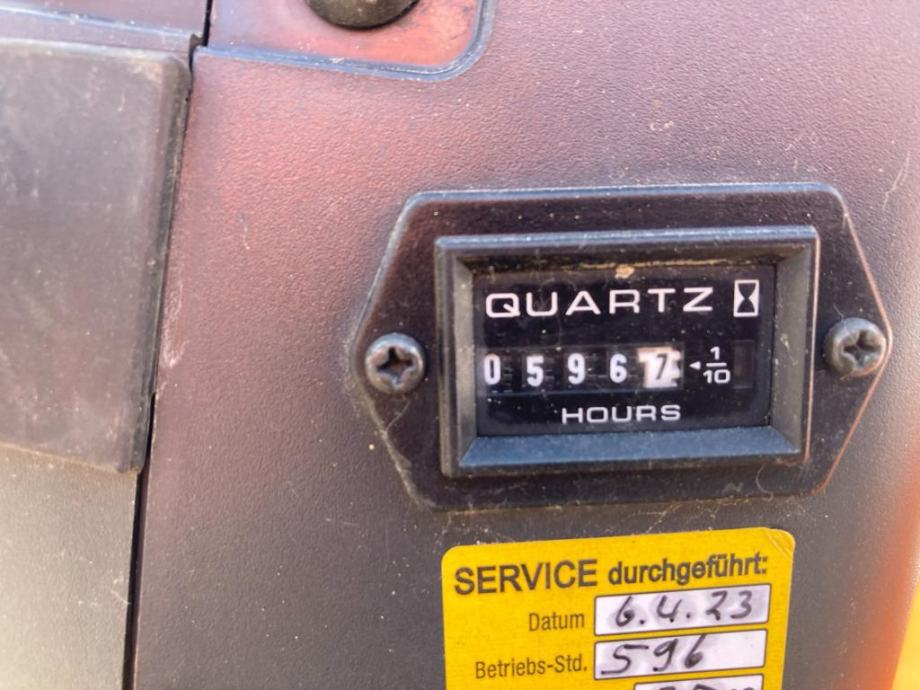 QUARTZ
05967 1/10
HOURS
SERVICE durchgeführt:
Datum 6.4.23
Betriebs-Std. 596